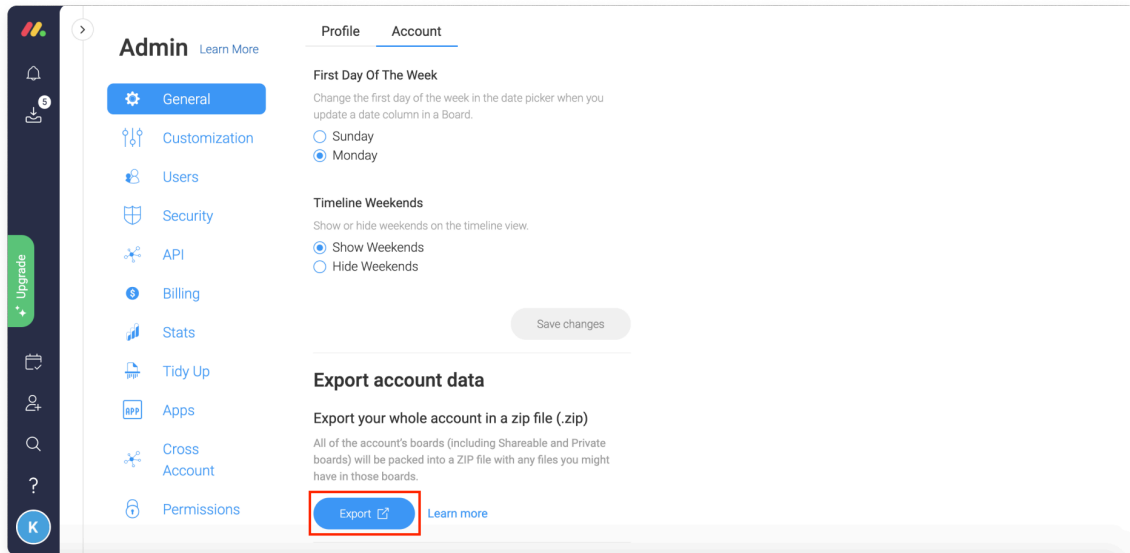 5
Upgrade
?
K
Admin Learn More
General
Customization
Users
Security
API
$ Billing
Stats
Tidy Up
APP Apps
Cross
Account
Permissions
Profile Account
First Day Of The Week
Change the first day of the week in the date picker when you
update a date column in a Board.
Sunday
Monday
Timeline Weekends
Show or hide weekends on the timeline view.
Show Weekends
Hide Weekends
Save changes
Export account data
Export your whole account in a zip file (.zip)
All of the account's boards (including Shareable and Private
boards) will be packed into a ZIP file with any files you might
have in those boards.
Export Learn more